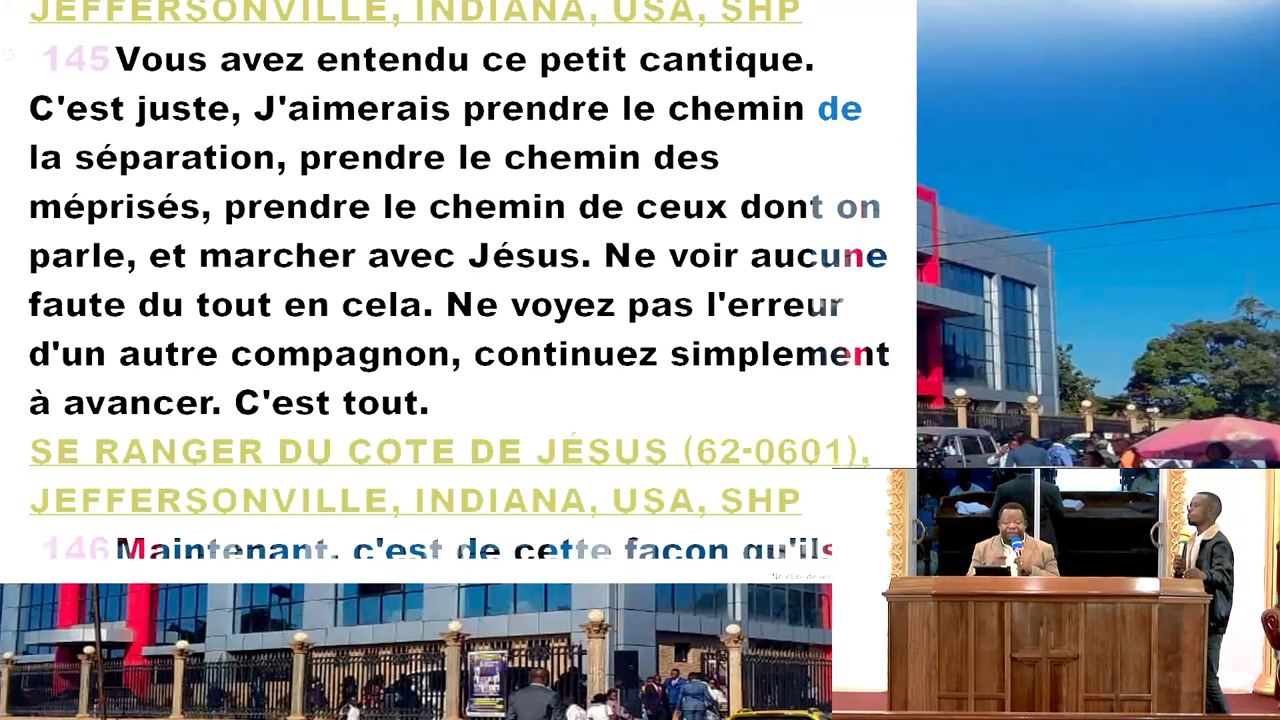 JEFFERSONVILLE, INDIANA, USA, SHP
145 Vous avez entendu ce petit cantique.
C'est juste, J'aimerais prendre le chemin de
la séparation, prendre le chemin des
méprisés, prendre le chemin de ceux dont on
parle, et marcher avec Jésus. Ne voir aucune
faute du tout en cela. Ne voyez pas l'erreur
d'un autre compagnon, continuez simplement
à avancer. C'est tout.
SE RANGER DU COTE DE JÉSUS (62-0601),
JEFFERSONVILLE, INDIANA, USA, SHP
146 Maintenant, c'est de cette façon qu'ils